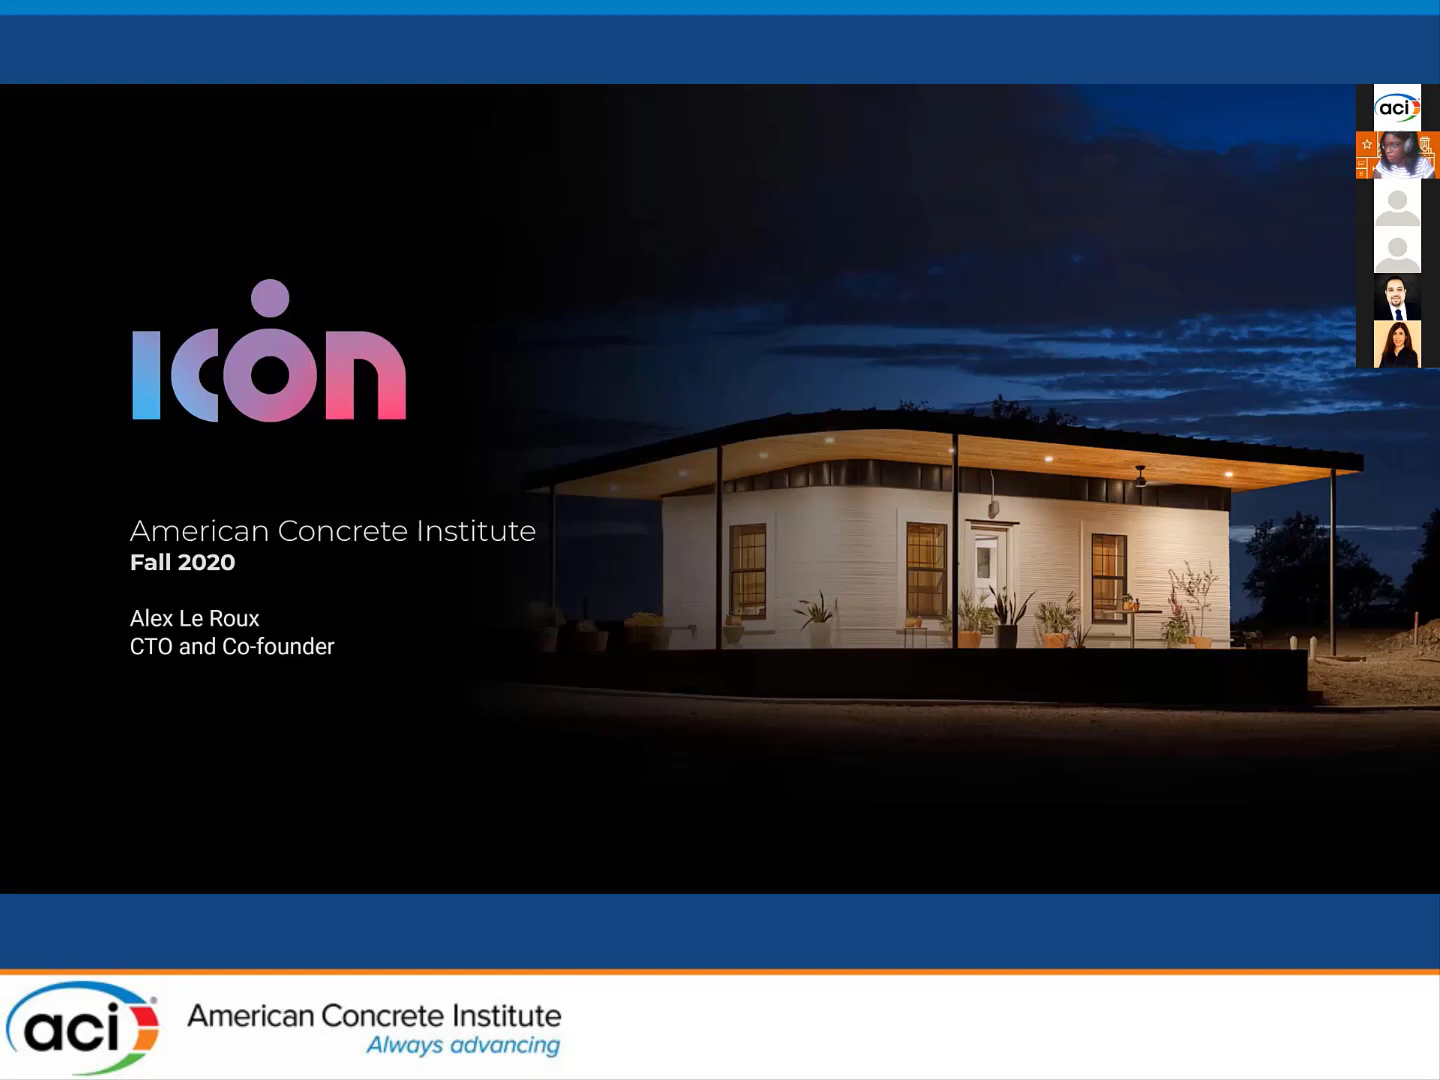 aci
ICON
American Concrete Institute
Fall 2020
Alex Le Roux
CTO and Co-founder
aci®
American Concrete Institute
Always advancing